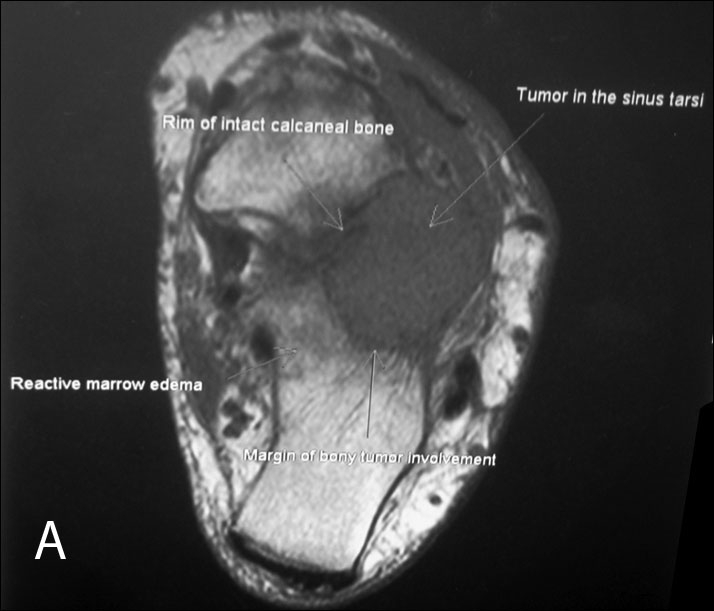 Tumor in the sinus tarsi
Rim of intact calcaneal bone
Reactive marrow edema
Margin of bony tumor involvement
A